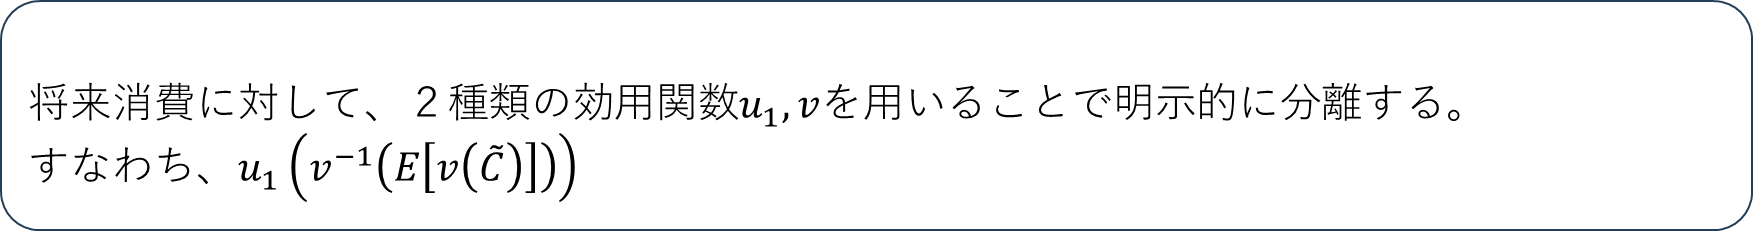 将来消費に対して、２種類の効用関数𝑢₁, 𝑣を用いることで明示的に分離する。
すなわち、𝑢₁(𝑣⁻¹(𝐸[𝑣(𝐶̃)]))